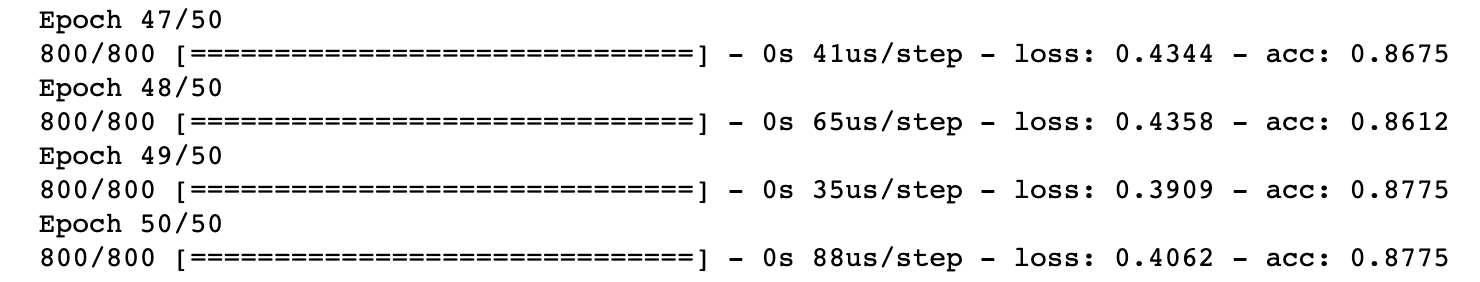 Epoch 47/50
800/800 [==============================] - 0s 41us/step - loss: 0.4344 - acc: 0.8675
Epoch 48/50
800/800 [==============================] - 0s 65us/step - loss: 0.4358 - acc: 0.8612
Epoch 49/50
800/800 [==============================] - 0s 35us/step - loss: 0.3909 - acc: 0.8775
Epoch 50/50
800/800 [==============================] - 0s 88us/step - loss: 0.4062 - acc: 0.8775